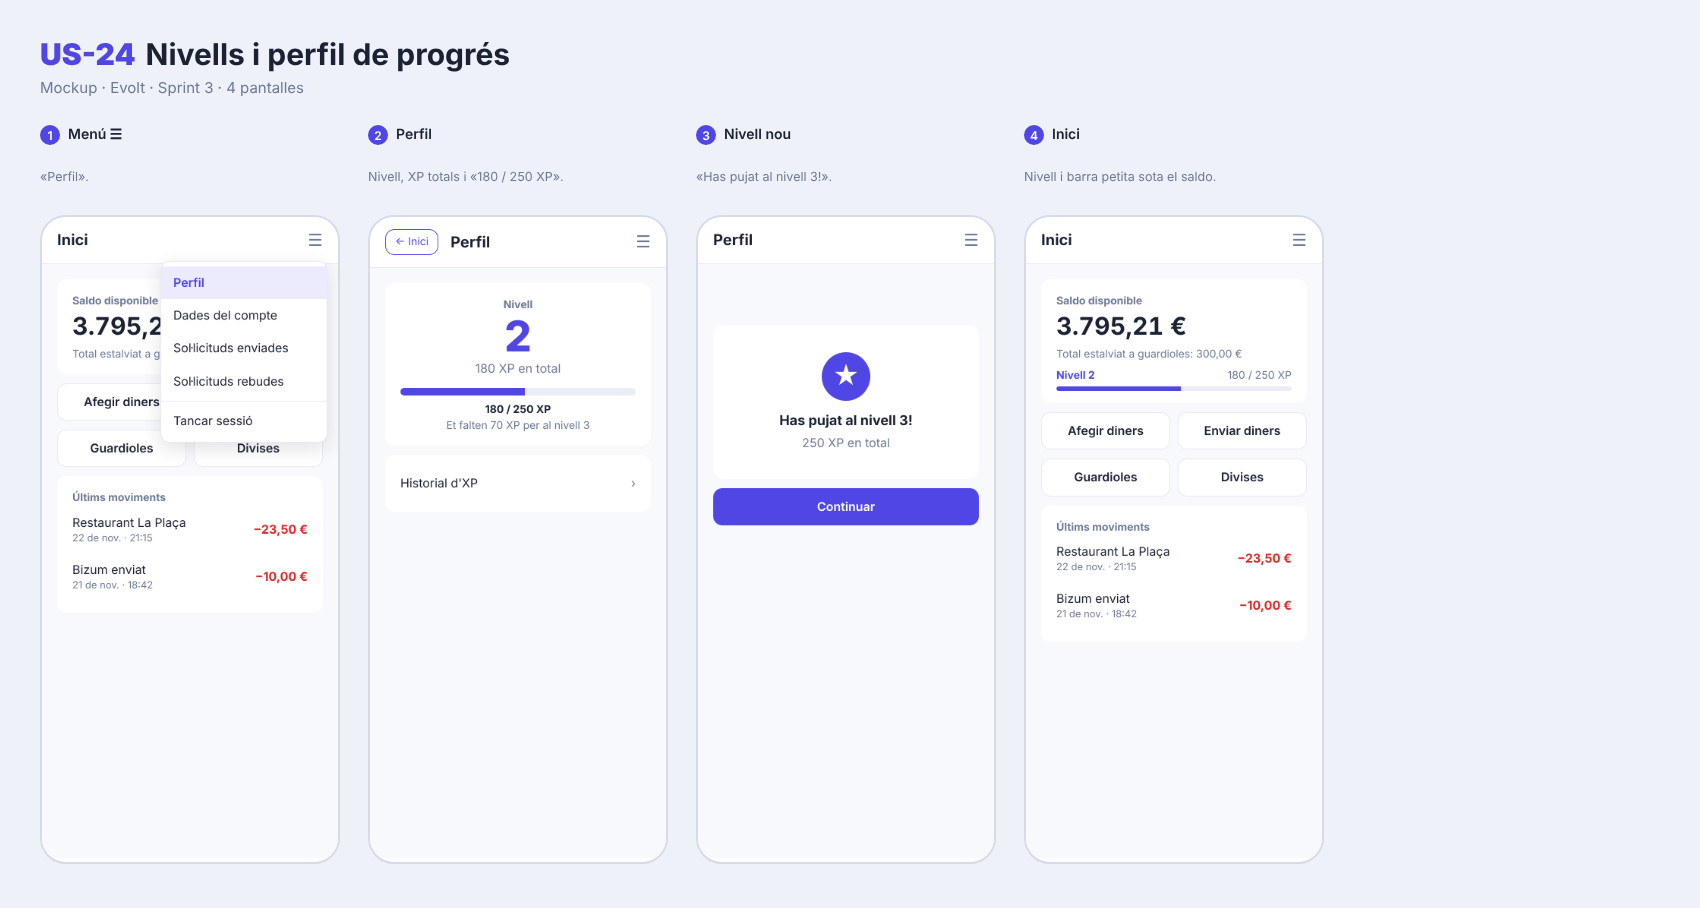 US-24 Nivells i perfil de progrés
Mockup · Evolt · Sprint 3 · 4 pantalles
1 Menú ☰
«Perfil».
Inici ☰
Perfil
Dades del compte
Sol·licituds enviades
Sol·licituds rebudes
Tancar sessió
Saldo disponible
3.795,2
Total estalviat a g
Afegir diners
Guardioles
Divises
Últims moviments
Restaurant La Plaça
22 de nov. · 21:15
−23,50 €
Bizum enviat
21 de nov. · 18:42
−10,00 €
2 Perfil
Nivell, XP totals i «180 / 250 XP».
← Inici Perfil ☰
Nivell
2
180 XP en total
180 / 250 XP
Et falten 70 XP per al nivell 3
Historial d'XP ›
3 Nivell nou
«Has pujat al nivell 3!».
Perfil ☰
★
Has pujat al nivell 3!
250 XP en total
Continuar
4 Inici
Nivell i barra petita sota el saldo.
Inici ☰
Saldo disponible
3.795,21 €
Total estalviat a guardioles: 300,00 €
Nivell 2 180 / 250 XP
Afegir diners
Enviar diners
Guardioles
Divises
Últims moviments
Restaurant La Plaça
22 de nov. · 21:15
−23,50 €
Bizum enviat
21 de nov. · 18:42
−10,00 €